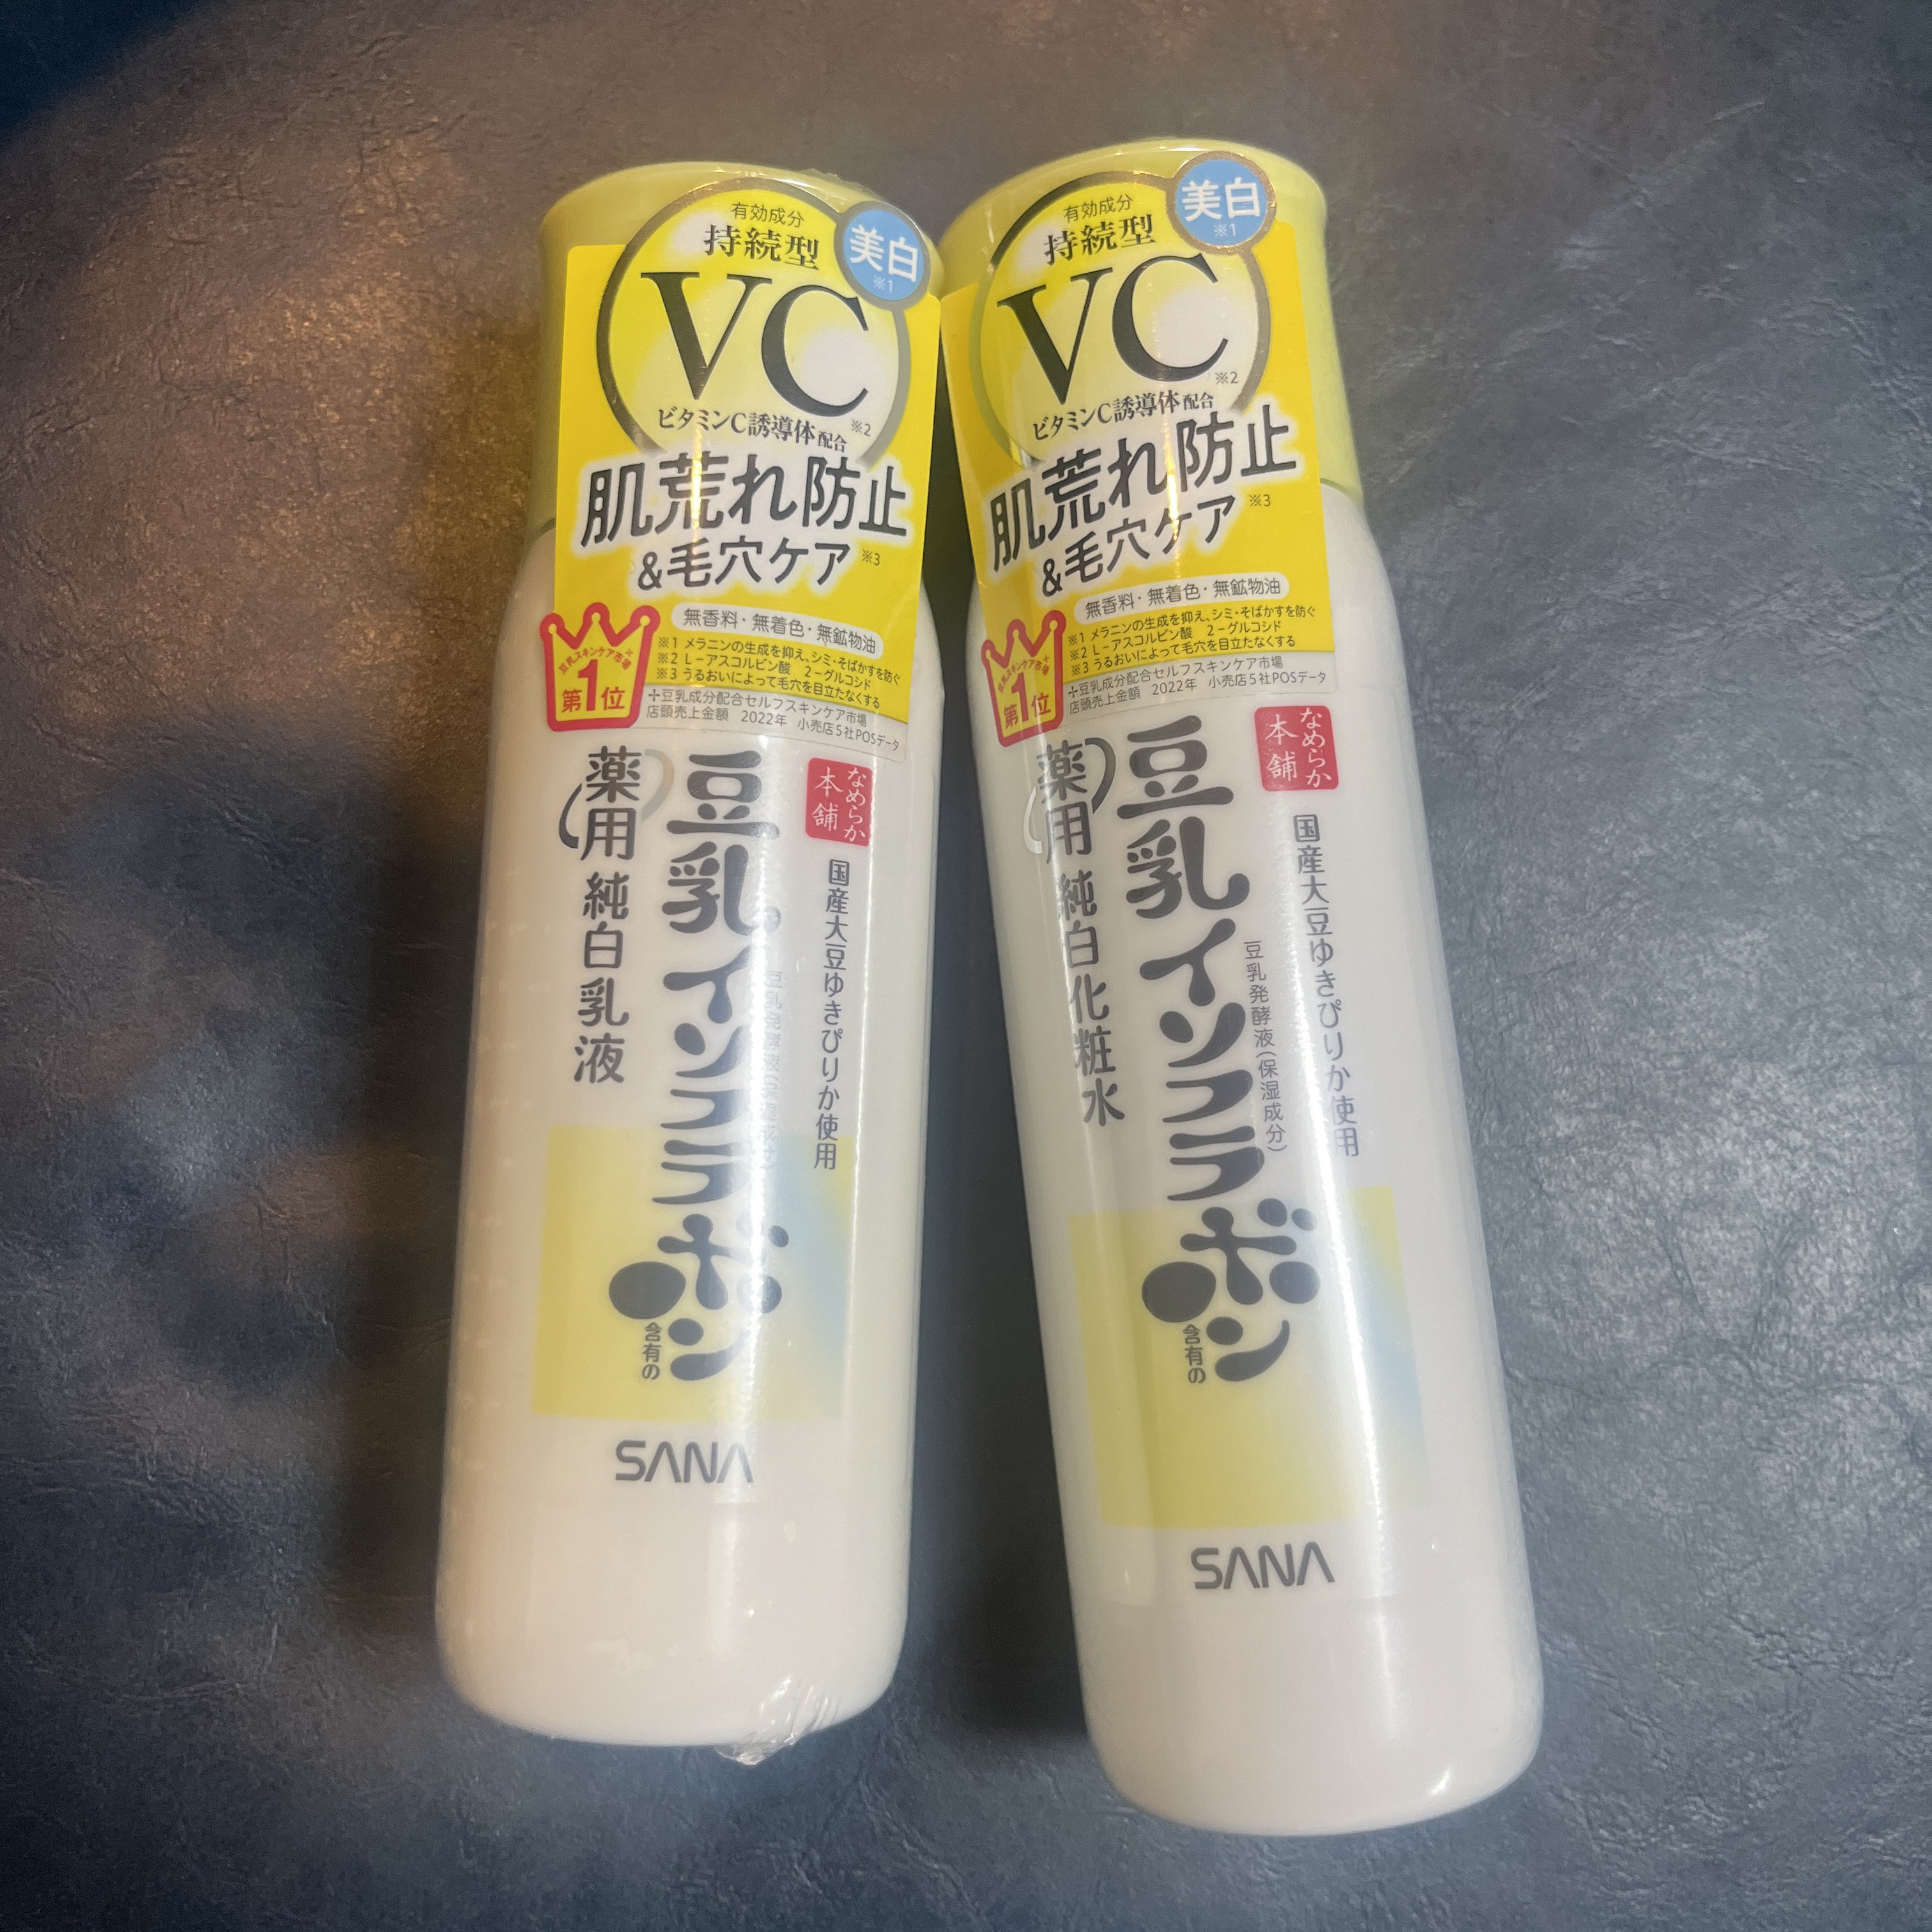 有効成分
持続型
美白
※1
VC
※2
ビタミンC誘導体配合
肌荒れ防止
&毛穴ケア※3
無香料・無着色・無鉱物油
※1 メラニンの生成を抑え、シミ・そばかすを防ぐ
※2 L-アスコルビン酸 2-グルコシド
※3 うるおいによって毛穴を目立たなくする
豆乳スキンケア市場※
第1位
✢豆乳成分配合セルフスキンケア市場
店頭売上金額 2022年 小売店5社POSデータ
なめらか
本舗
国産大豆ゆきぴりか使用
豆乳イソフラボン
含有の
薬用 純白乳液
SANA
有効成分
持続型
美白
※1
VC
※2
ビタミンC誘導体配合
肌荒れ防止
&毛穴ケア※3
無香料・無着色・無鉱物油
※1 メラニンの生成を抑え、シミ・そばかすを防ぐ
※2 L-アスコルビン酸 2-グルコシド
※3 うるおいによって毛穴を目立たなくする
豆乳スキンケア市場※
第1位
✢豆乳成分配合セルフスキンケア市場
店頭売上金額 2022年 小売店5社POSデータ
なめらか
本舗
国産大豆ゆきぴりか使用
豆乳発酵液(保湿成分)
豆乳イソフラボン
含有の
薬用 純白化粧水
SANA